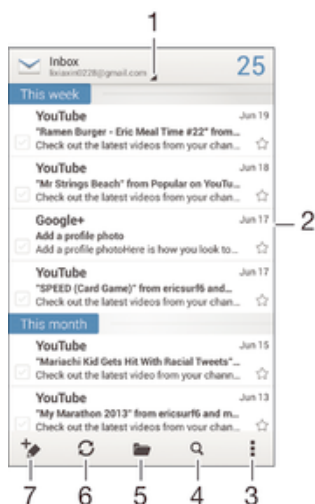 1
Inbox
lixiaxin0228@gmail.com
25
This week
YouTube Jun 19
"Ramen Burger - Eric Meal Time #22" from...
Check out the latest videos from your chan...
YouTube Jun 18
"Mr Strings Beach" from Popular on YouTu...
Check out the latest videos from your chan...
2
Google+ Jun 17
Add a profile photo
Add a profile photoHere is how you look to...
YouTube Jun 17
"SPEED (Card Game)" from ericsurf6 and...
Check out the latest videos from your chan...
This month
YouTube Jun 15
"Mariachi Kid Gets Hit With Racial Tweets"...
Check out the latest videos from your chann...
YouTube Jun 13
"My Marathon 2013" from ericsurf6 and m...
Check out the latest videos from your chan...
7 6 5 4 3